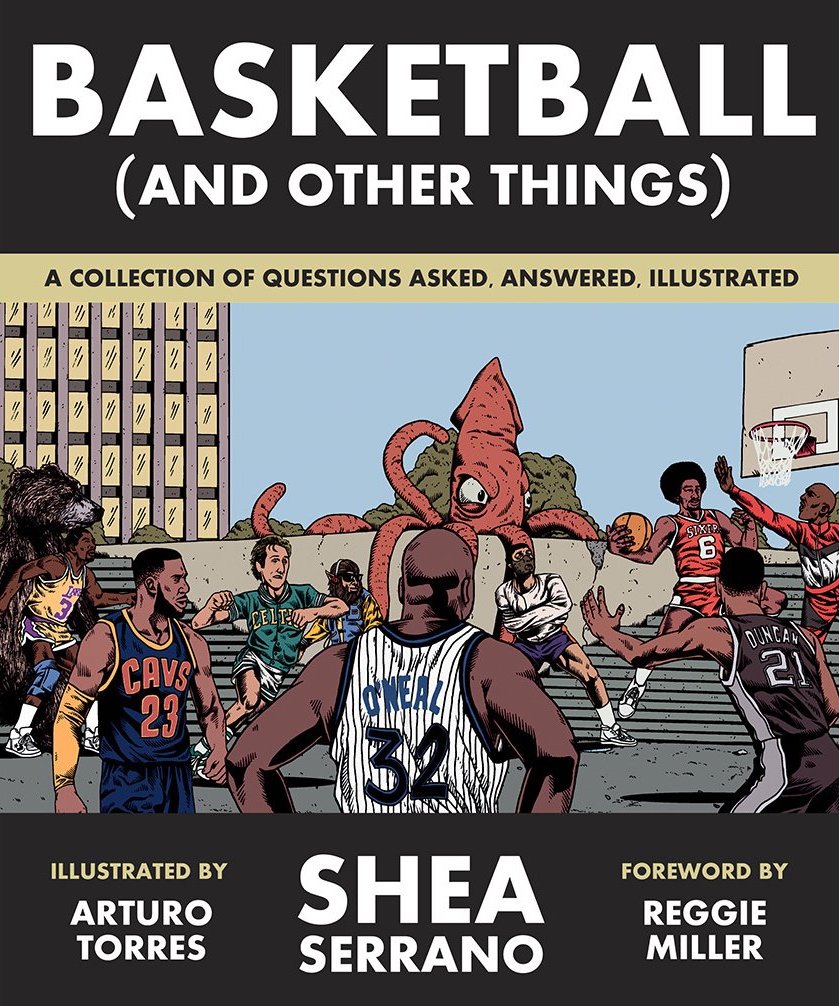 BASKETBALL
(AND OTHER THINGS)
A COLLECTION OF QUESTIONS ASKED, ANSWERED, ILLUSTRATED
SIXERS
6
CELTI
DUNCAN
21
CAVS
23
O'NEAL
32
ILLUSTRATED BY
ARTURO
TORRES
SHEA
SERRANO
FOREWORD BY
REGGIE
MILLER